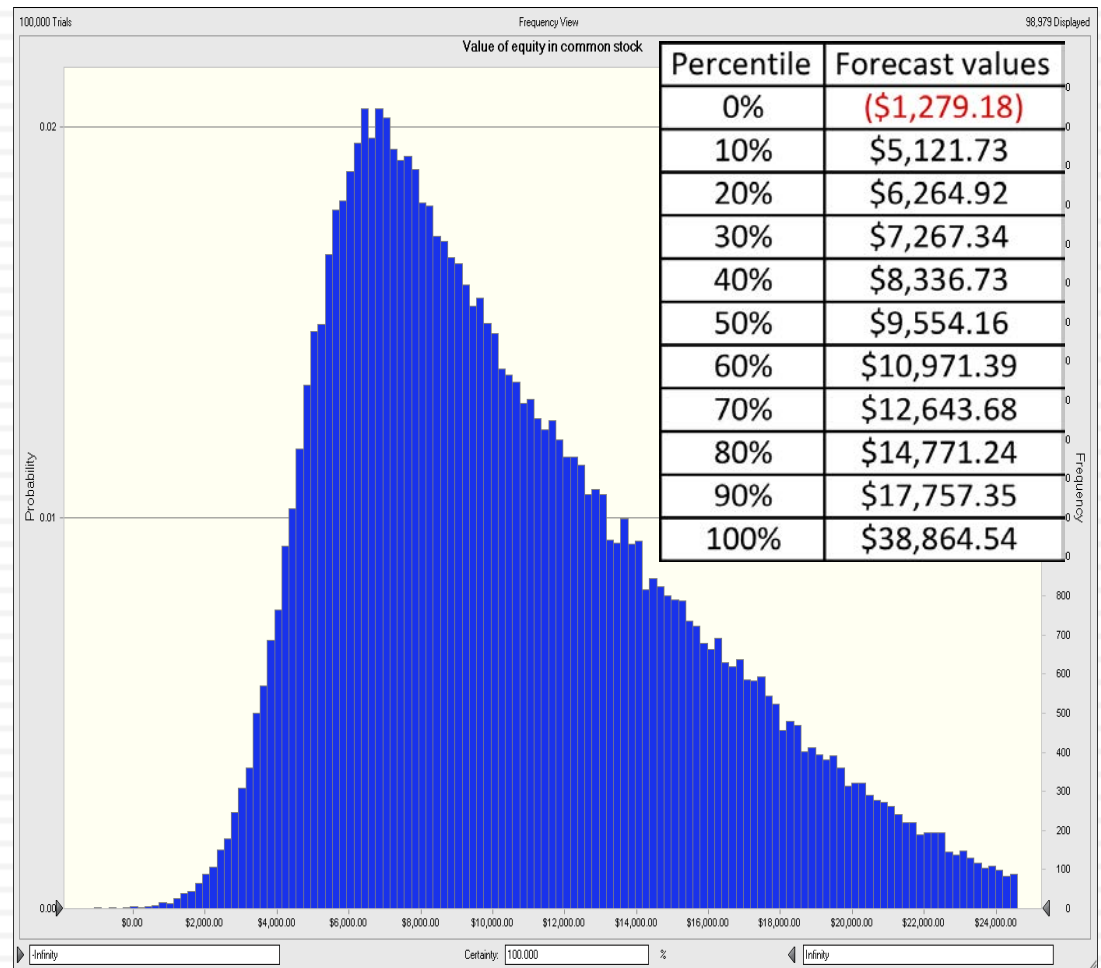 100,000 Trials
Frequency View
98,979 Displayed
Value of equity in common stock
Percentile Forecast values
0% ($1,279.18)
10% $5,121.73
20% $6,264.92
30% $7,267.34
40% $8,336.73
50% $9,554.16
60% $10,971.39
70% $12,643.68
80% $14,771.24
90% $17,757.35
100% $38,864.54
Probability
0.02
0.01
0.00
Frequency
800
700
600
500
400
300
200
100
0
$0.00 $2,000.00 $4,000.00 $6,000.00 $8,000.00 $10,000.00 $12,000.00 $14,000.00 $16,000.00 $18,000.00 $20,000.00 $22,000.00 $24,000.00
-Infinity
Certainty: 100.000 %
Infinity